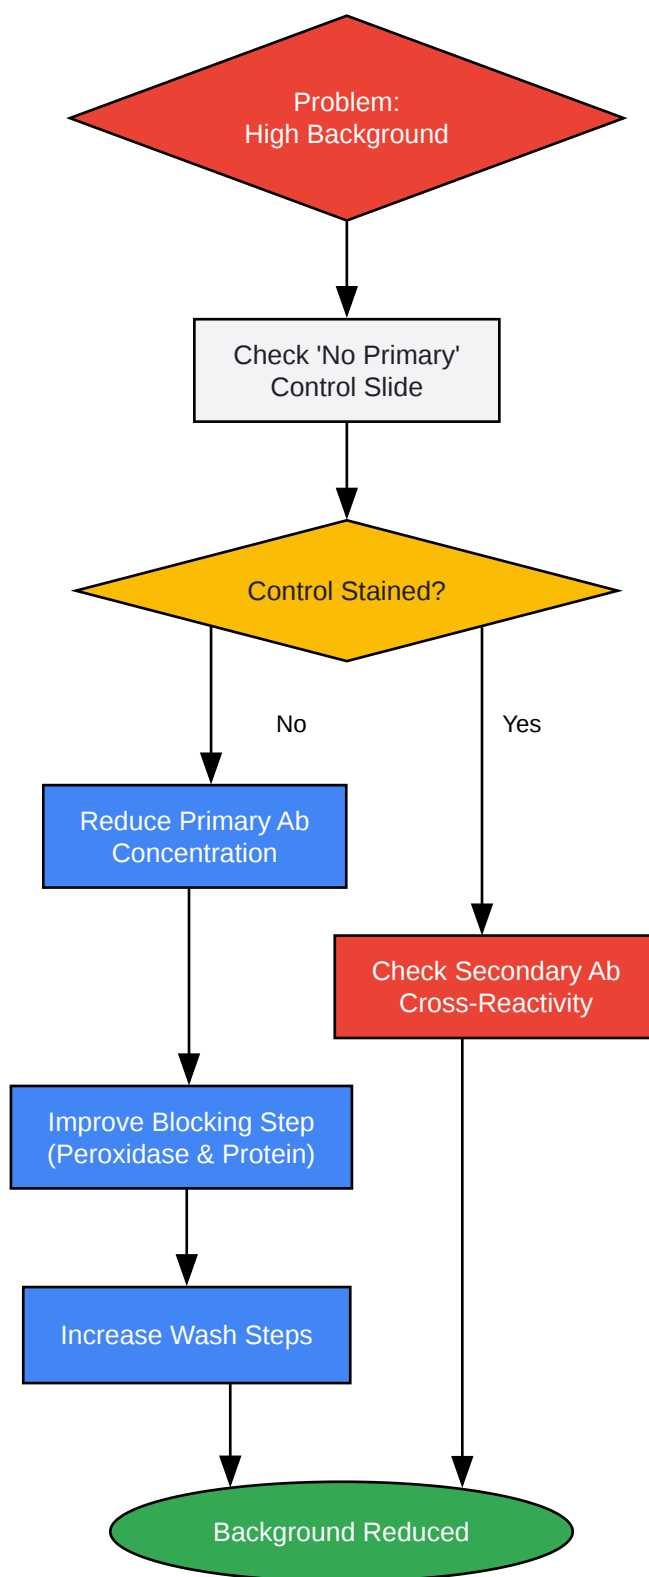 Problem:
High Background
Check 'No Primary'
Control Slide
Control Stained?
No
Yes
Reduce Primary Ab
Concentration
Check Secondary Ab
Cross-Reactivity
Improve Blocking Step
(Peroxidase & Protein)
Increase Wash Steps
Background Reduced